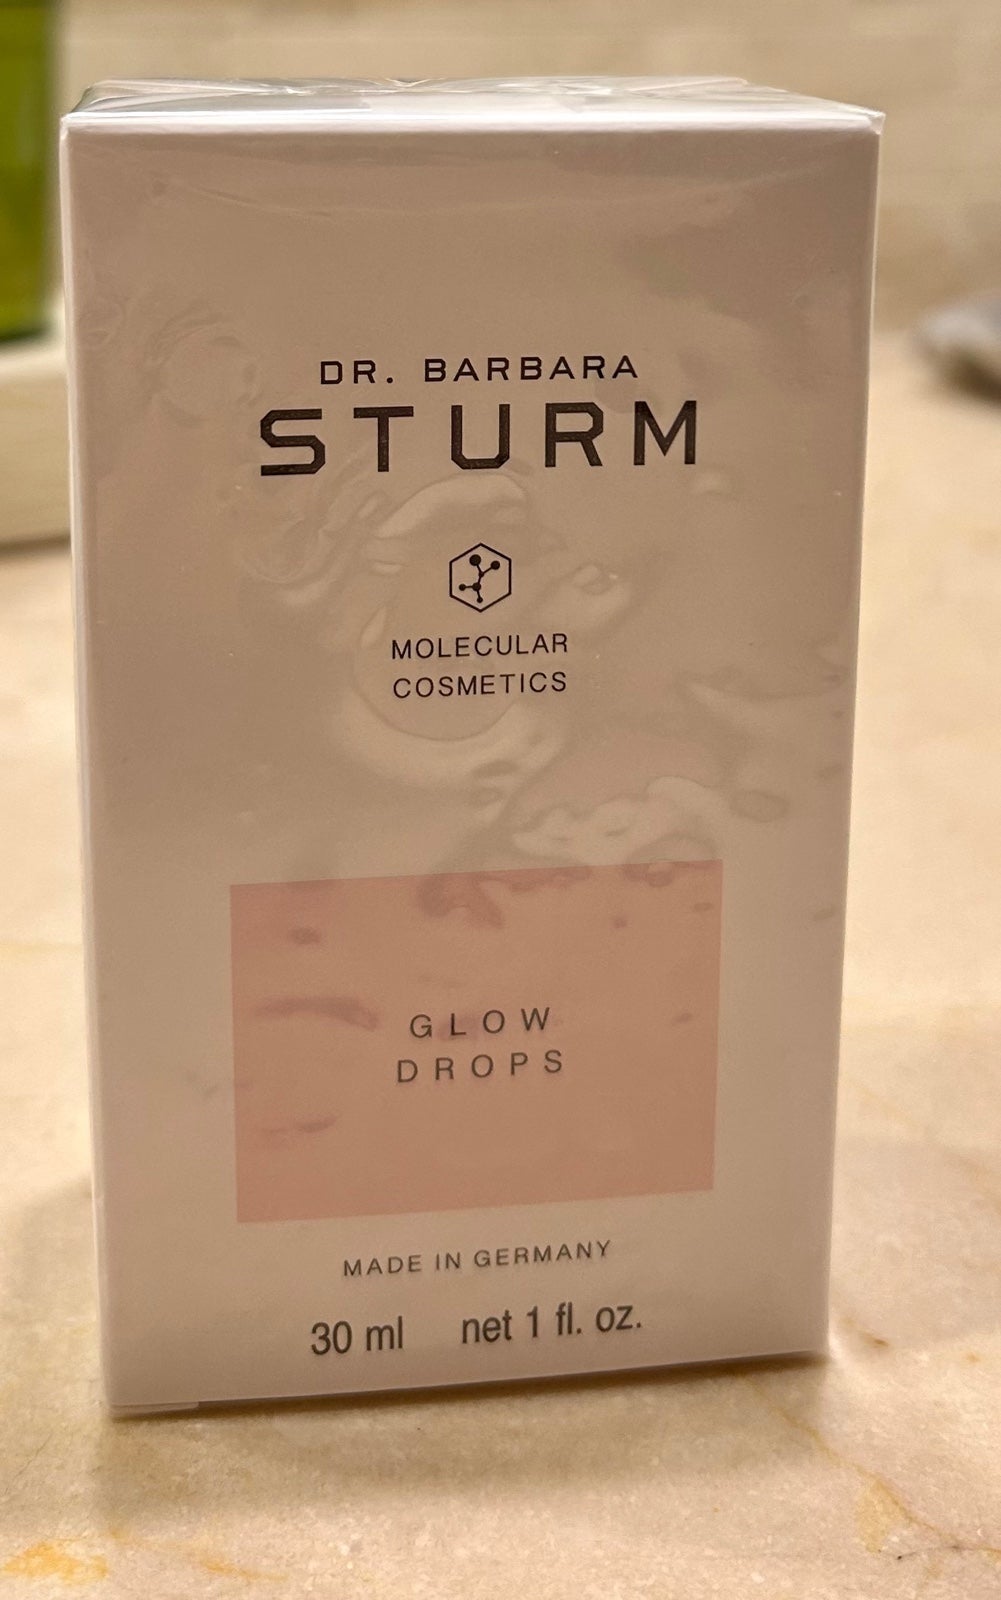 DR. BARBARA
STURM
MOLECULAR
COSMETICS
GLOW
DROPS
MADE IN GERMANY
30 ml net 1 fl. oz.